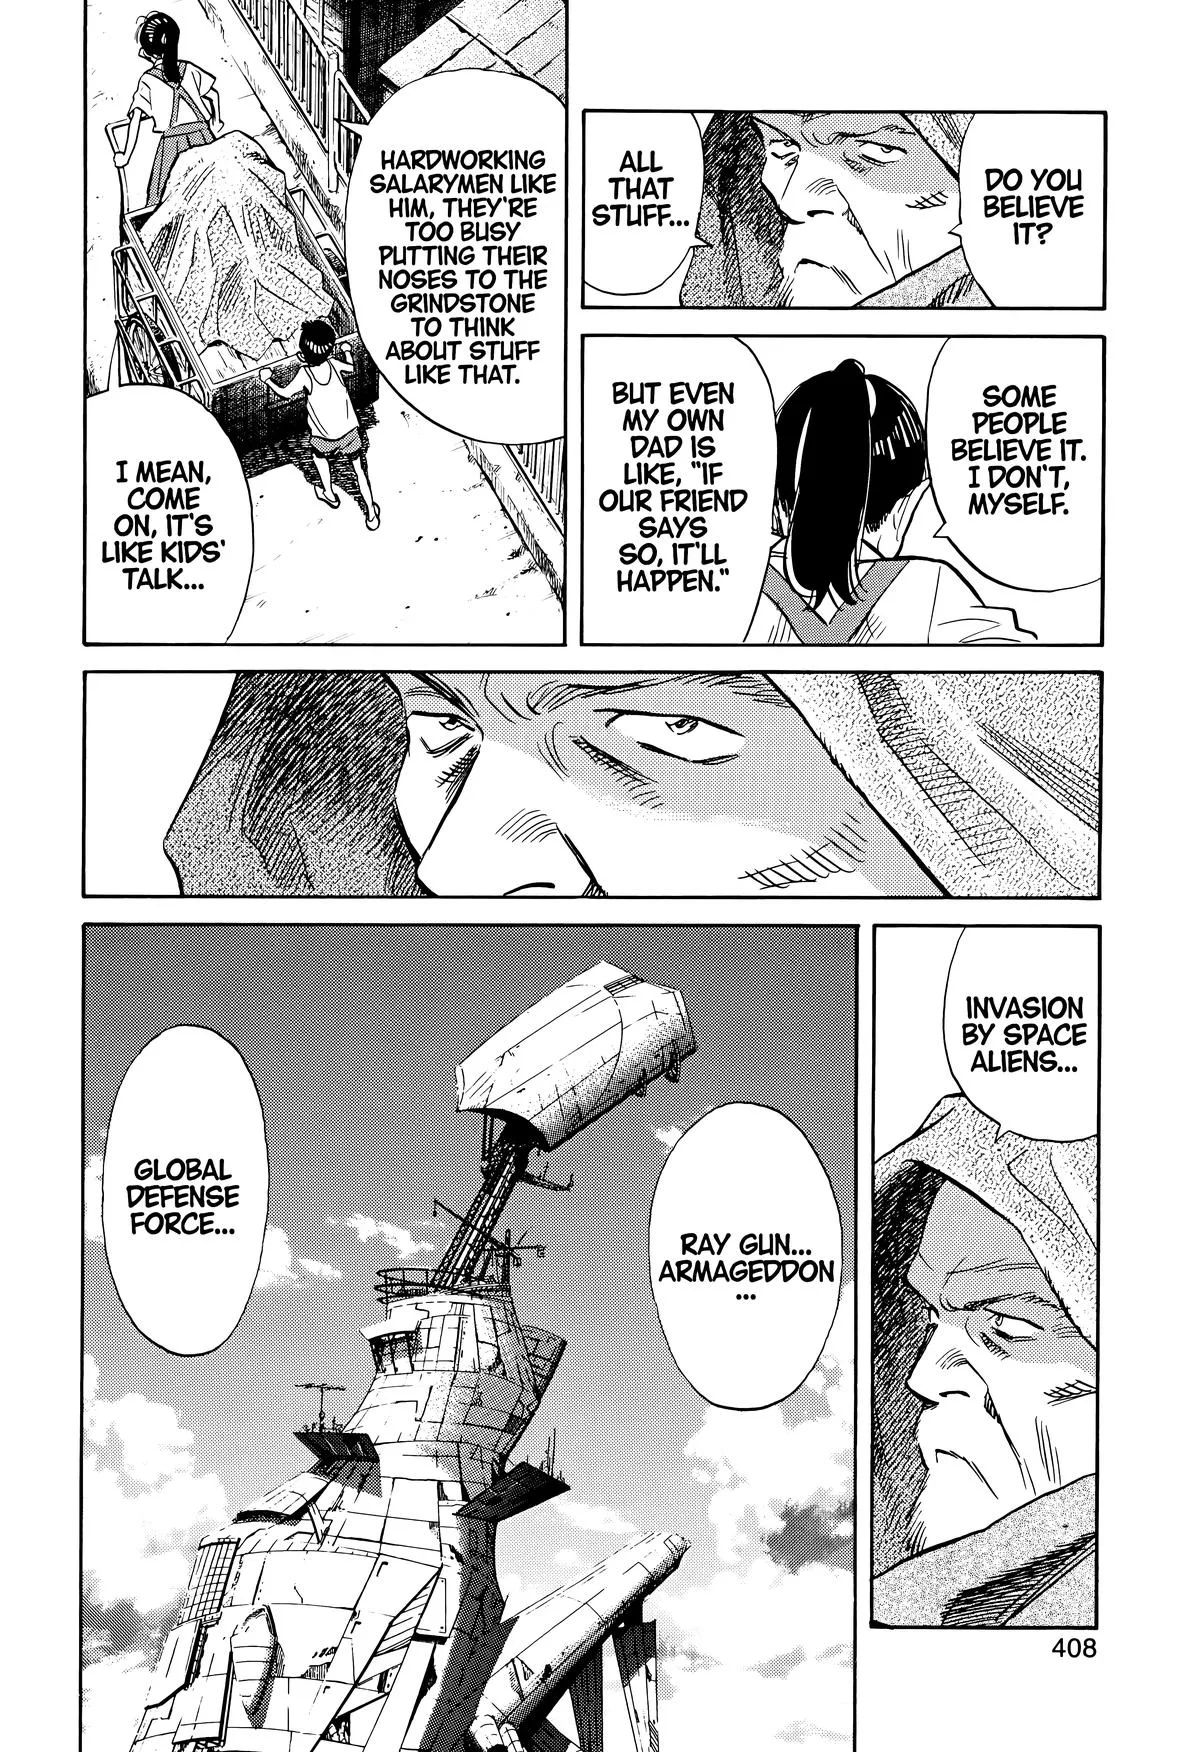 DO YOU
BELIEVE
IT?
ALL
THAT
STUFF...
SOME
PEOPLE
BELIEVE IT.
I DON'T,
MYSELF.
BUT EVEN
MY OWN
DAD IS
LIKE, "IF
OUR FRIEND
SAYS
SO, IT'LL
HAPPEN."
HARDWORKING
SALARYMEN LIKE
HIM, THEY'RE
TOO BUSY
PUTTING THEIR
NOSES TO THE
GRINDSTONE
TO THINK
ABOUT STUFF
LIKE THAT.
I MEAN,
COME
ON, IT'S
LIKE KIDS'
TALK...
INVASION
BY SPACE
ALIENS...
RAY GUN...
ARMAGEDDON
...
GLOBAL
DEFENSE
FORCE...
408